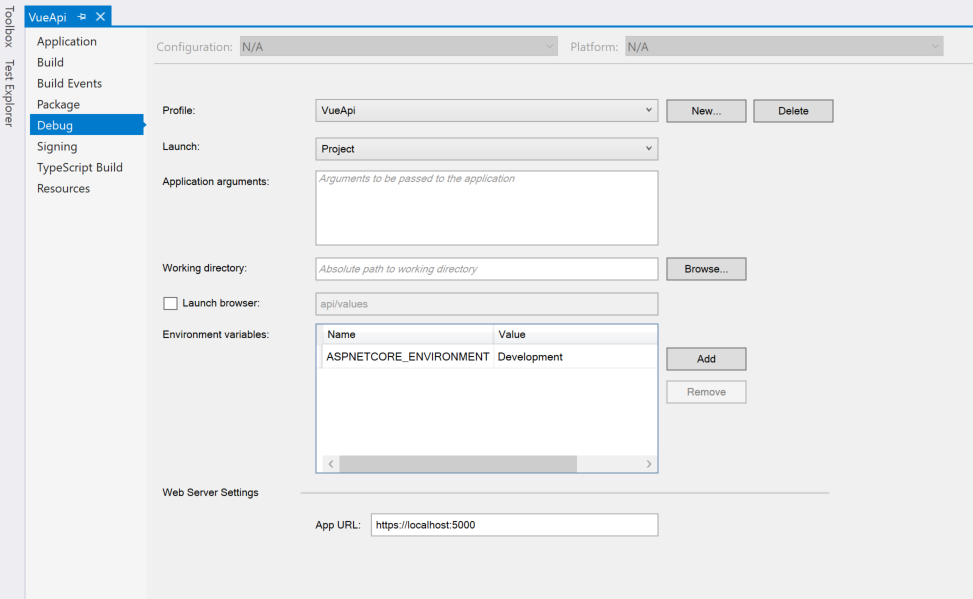 Toolbox
Test Explorer
VueApi
Application
Build
Build Events
Package
Debug
Signing
TypeScript Build
Resources
Configuration: N/A Platform: N/A
Profile: VueApi New... Delete
Launch: Project
Application arguments: Arguments to be passed to the application
Working directory: Absolute path to working directory Browse...
Launch browser: api/values
Environment variables: Name Value
ASPNETCORE_ENVIRONMENT Development Add
Remove
Web Server Settings
App URL: https://localhost:5000